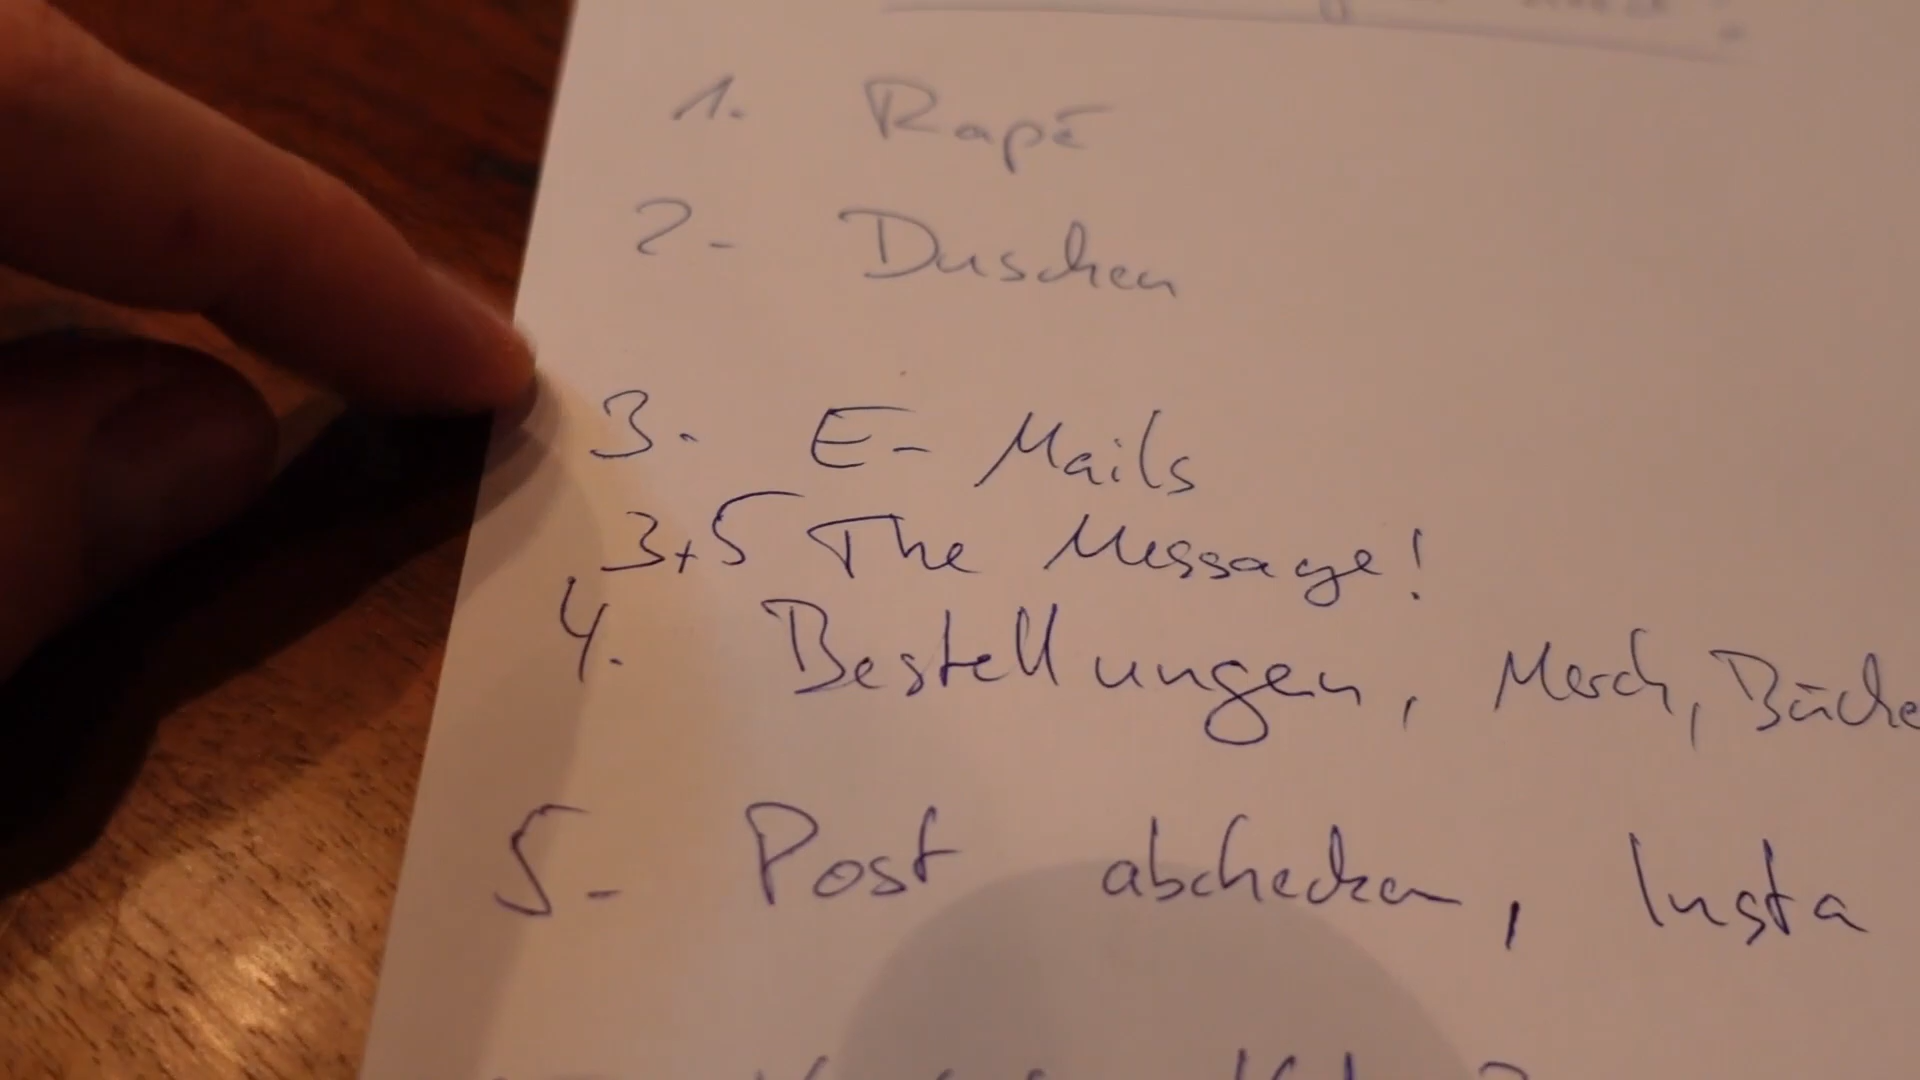 1. Rapé
2- Duschen
3. E-Mails
3+5 The Message!
4. Bestellungen, Merch, Büche
5- Post abchecken, Insta